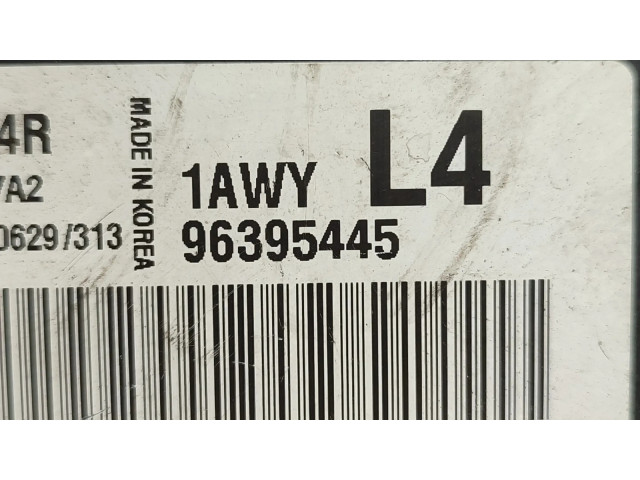 4R
1AWY L4
/A2
0629/313
96395445
MADE IN KOREA